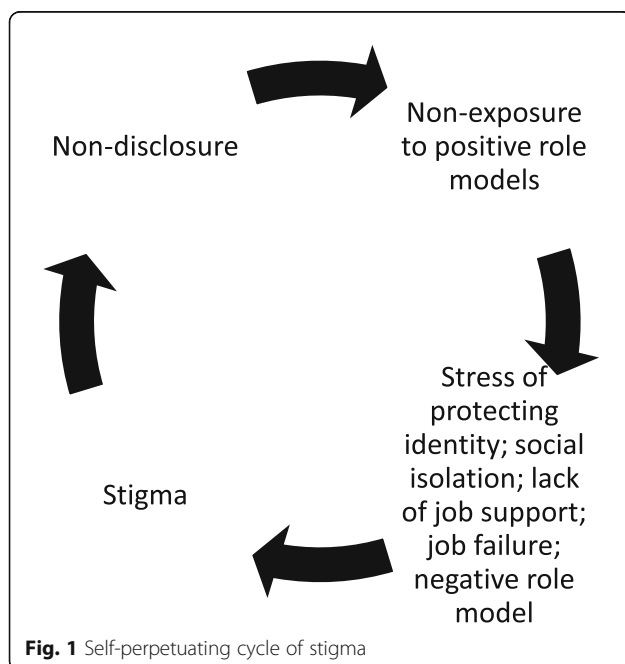 Non-disclosure
Non-exposure
to positive role
models
Stress of
protecting
identity; social
isolation; lack
of job support;
job failure;
negative role
model
Stigma
Fig. 1 Self-perpetuating cycle of stigma